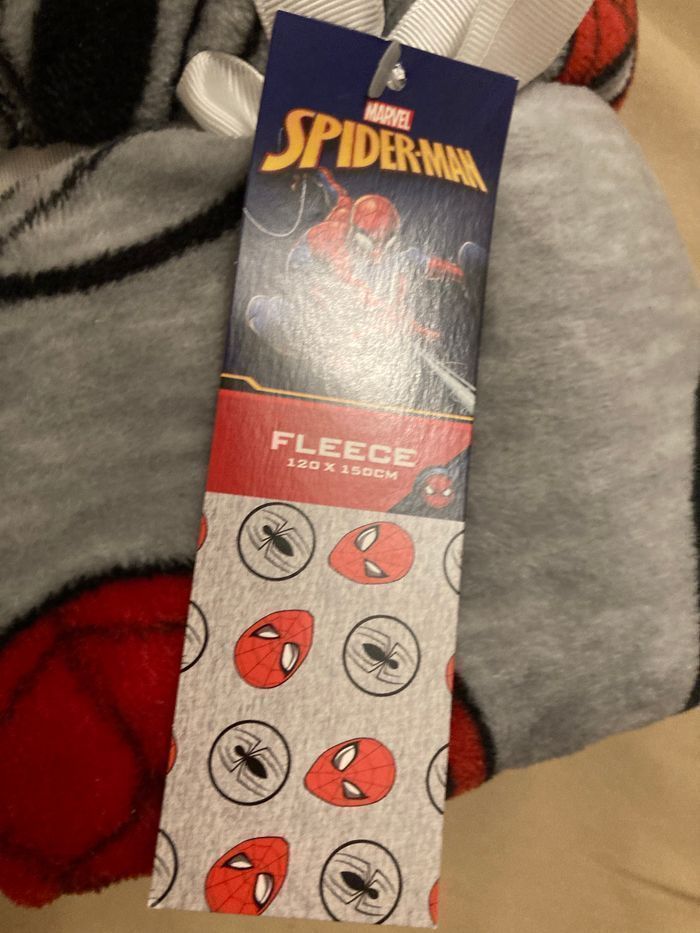 MARVEL
SPIDER-MAN
FLEECE
120 X 150CM